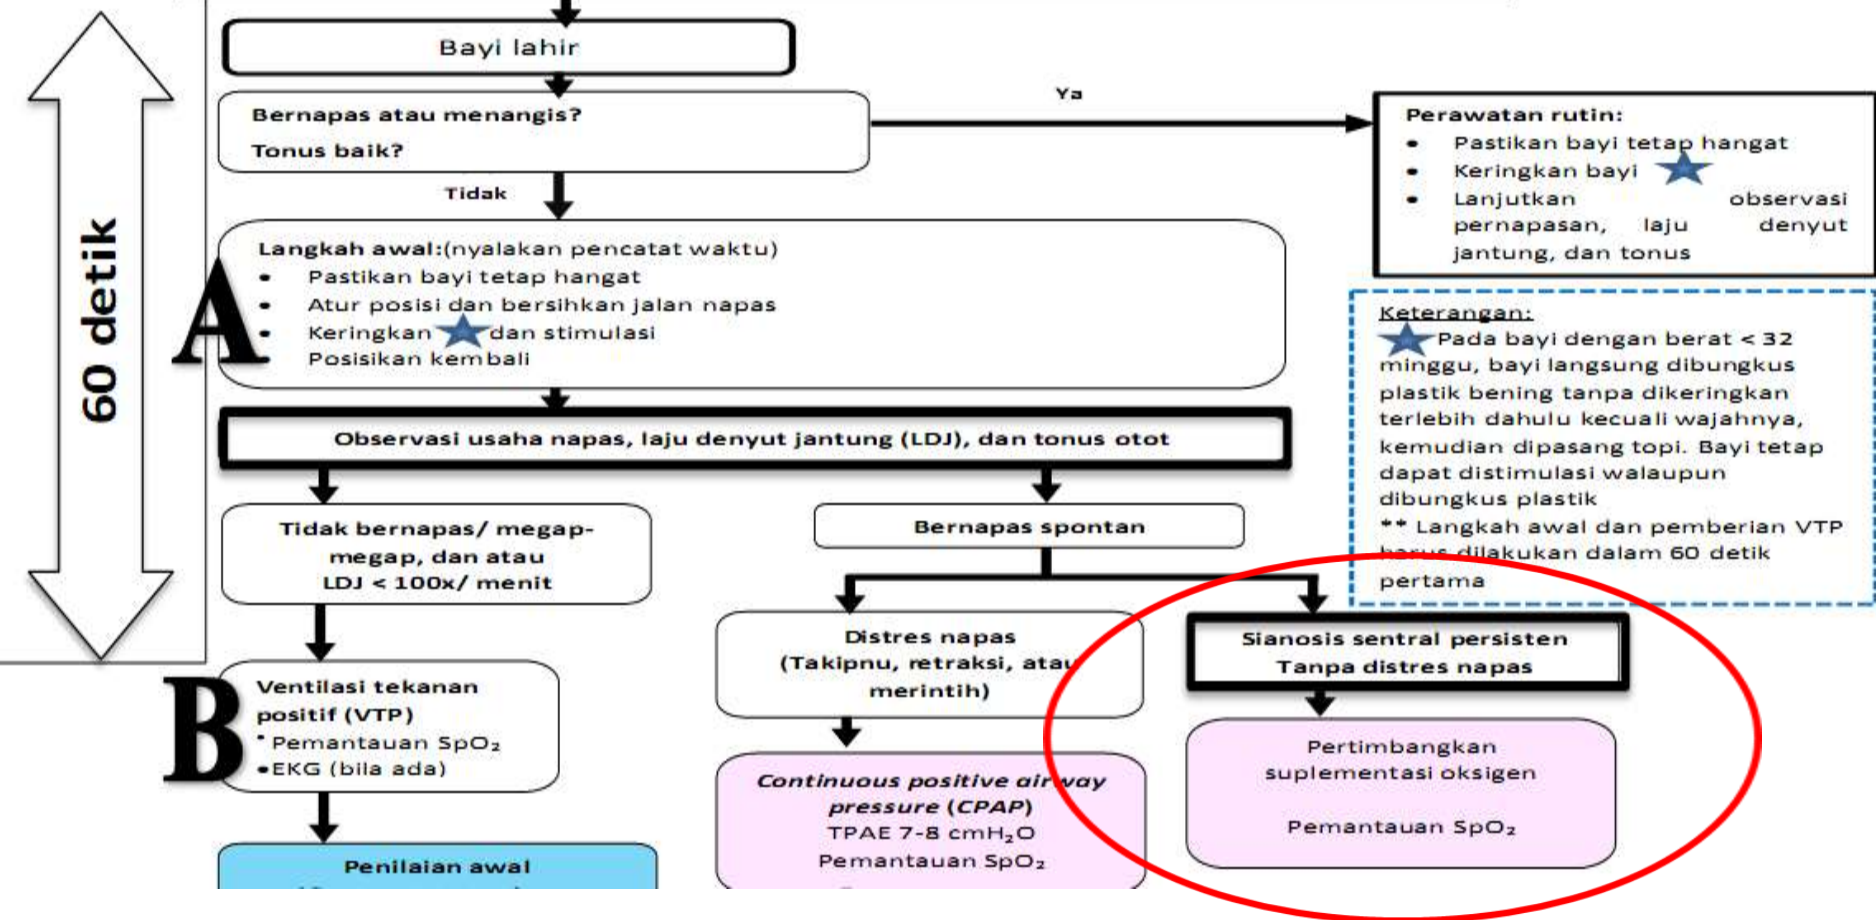 Bayi lahir
Bernapas atau menangis?
Tonus baik?
Ya
Perawatan rutin:
• Pastikan bayi tetap hangat
• Keringkan bayi
• Lanjutkan observasi
pernapasan, laju denyut
jantung, dan tonus
Tidak
60 detik
A
Langkah awal:(nyalakan pencatat waktu)
• Pastikan bayi tetap hangat
• Atur posisi dan bersihkan jalan napas
• Keringkan dan stimulasi
• Posisikan kembali
Keterangan:
Pada bayi dengan berat < 32
minggu, bayi langsung dibungkus
plastik bening tanpa dikeringkan
terlebih dahulu kecuali wajahnya,
kemudian dipasang topi. Bayi tetap
dapat distimulasi walaupun
dibungkus plastik
** Langkah awal dan pemberian VTP
harus dilakukan dalam 60 detik
pertama
Observasi usaha napas, laju denyut jantung (LDJ), dan tonus otot
Tidak bernapas/ megap-
megap, dan atau
LDJ < 100x/ menit
Bernapas spontan
Distres napas
(Takipnu, retraksi, atau
merintih)
Sianosis sentral persisten
Tanpa distres napas
B
Ventilasi tekanan
positif (VTP)
• Pemantauan SpO₂
•EKG (bila ada)
Continuous positive airway
pressure (CPAP)
TPAE 7-8 cmH₂O
Pemantauan SpO₂
Pertimbangkan
suplementasi oksigen
Pemantauan SpO₂
Penilaian awal